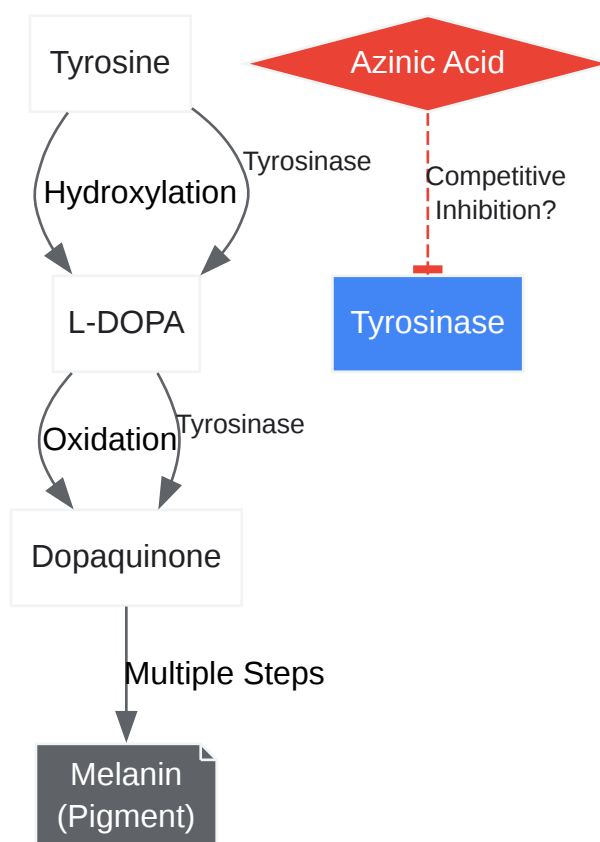 Tyrosine
Azinic Acid
Hydroxylation
Tyrosinase
Competitive
Inhibition?
L-DOPA
Tyrosinase
Oxidation
Tyrosinase
Dopaquinone
Multiple Steps
Melanin
(Pigment)